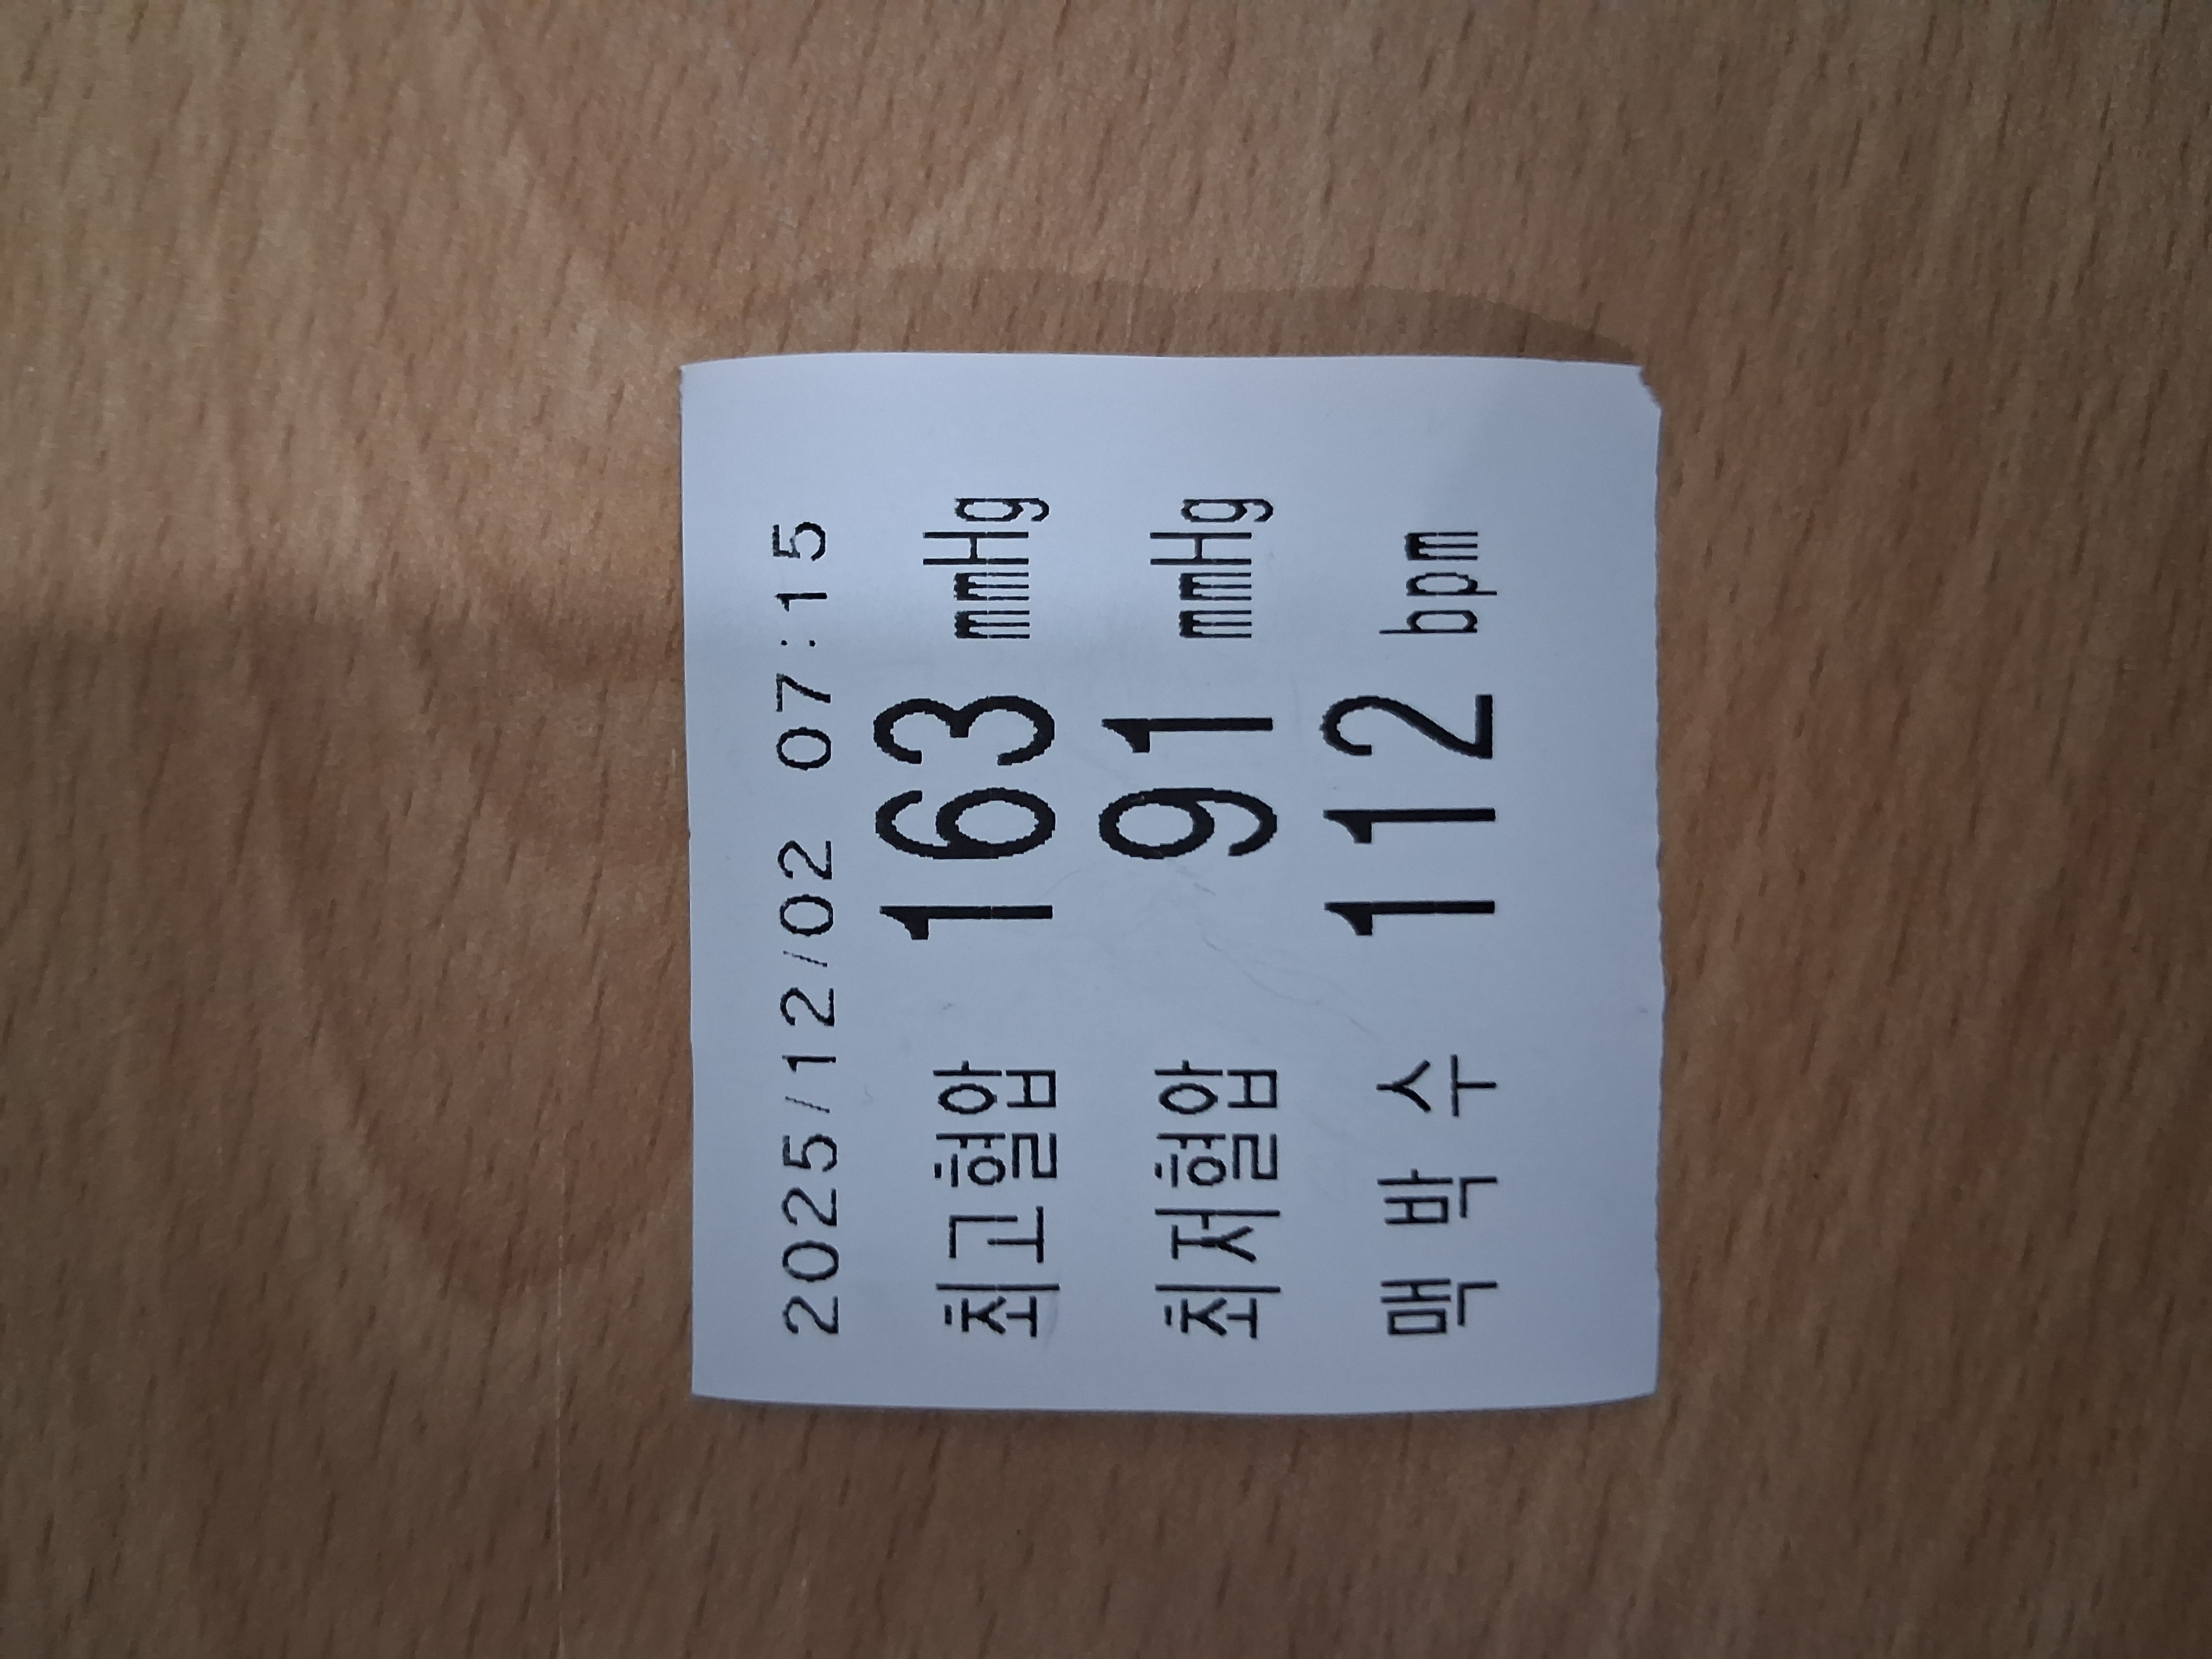 2025/12/02 07:15
최고혈압 163 mmHg
최저혈압 91 mmHg
맥 박 수 112 bpm